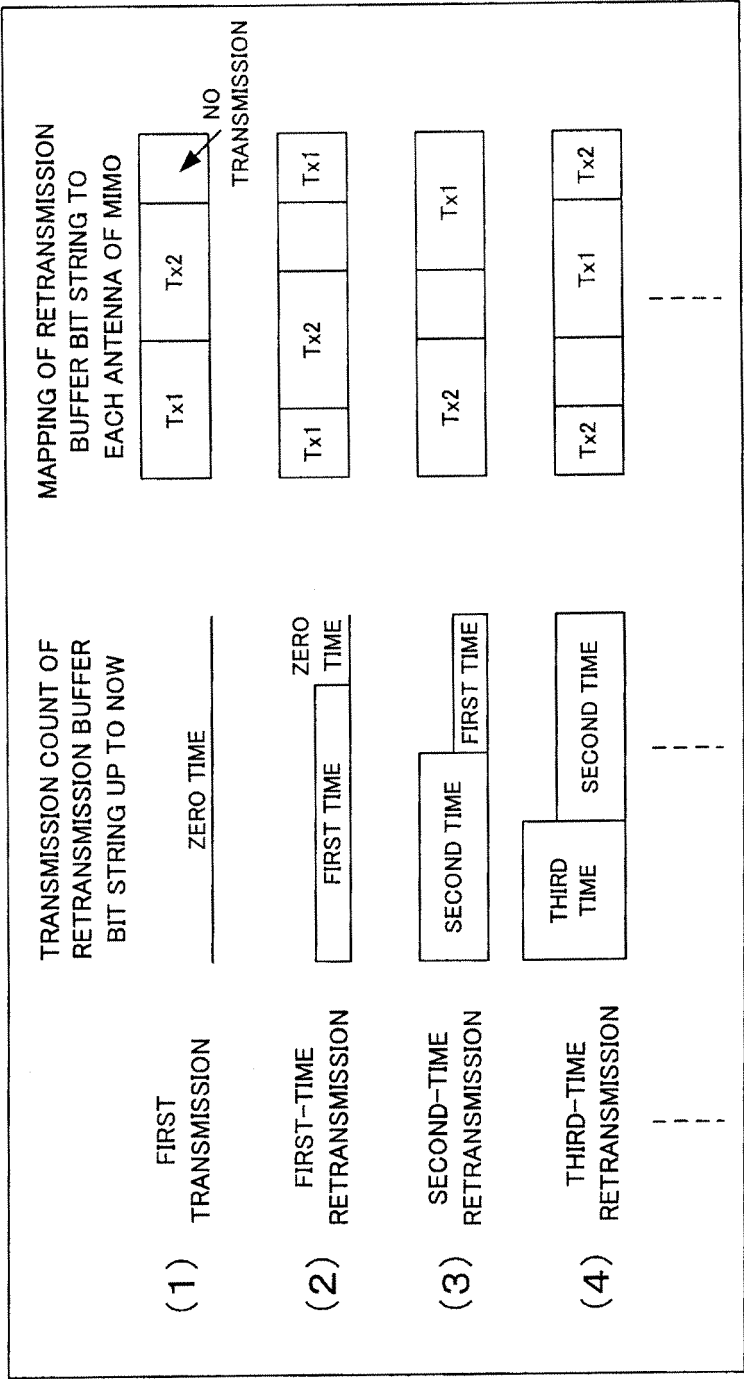 TRANSMISSION COUNT OF
RETRANSMISSION BUFFER
BIT STRING UP TO NOW
MAPPING OF RETRANSMISSION
BUFFER BIT STRING TO
EACH ANTENNA OF MIMO
(1)
FIRST
TRANSMISSION
ZERO TIME
Tx1
Tx2
NO
TRANSMISSION
(2)
FIRST-TIME
RETRANSMISSION
FIRST TIME
ZERO
TIME
Tx1
Tx2
Tx1
(3)
SECOND-TIME
RETRANSMISSION
SECOND TIME
FIRST TIME
Tx2
Tx1
(4)
THIRD-TIME
RETRANSMISSION
THIRD
TIME
SECOND TIME
Tx2
Tx1
Tx2